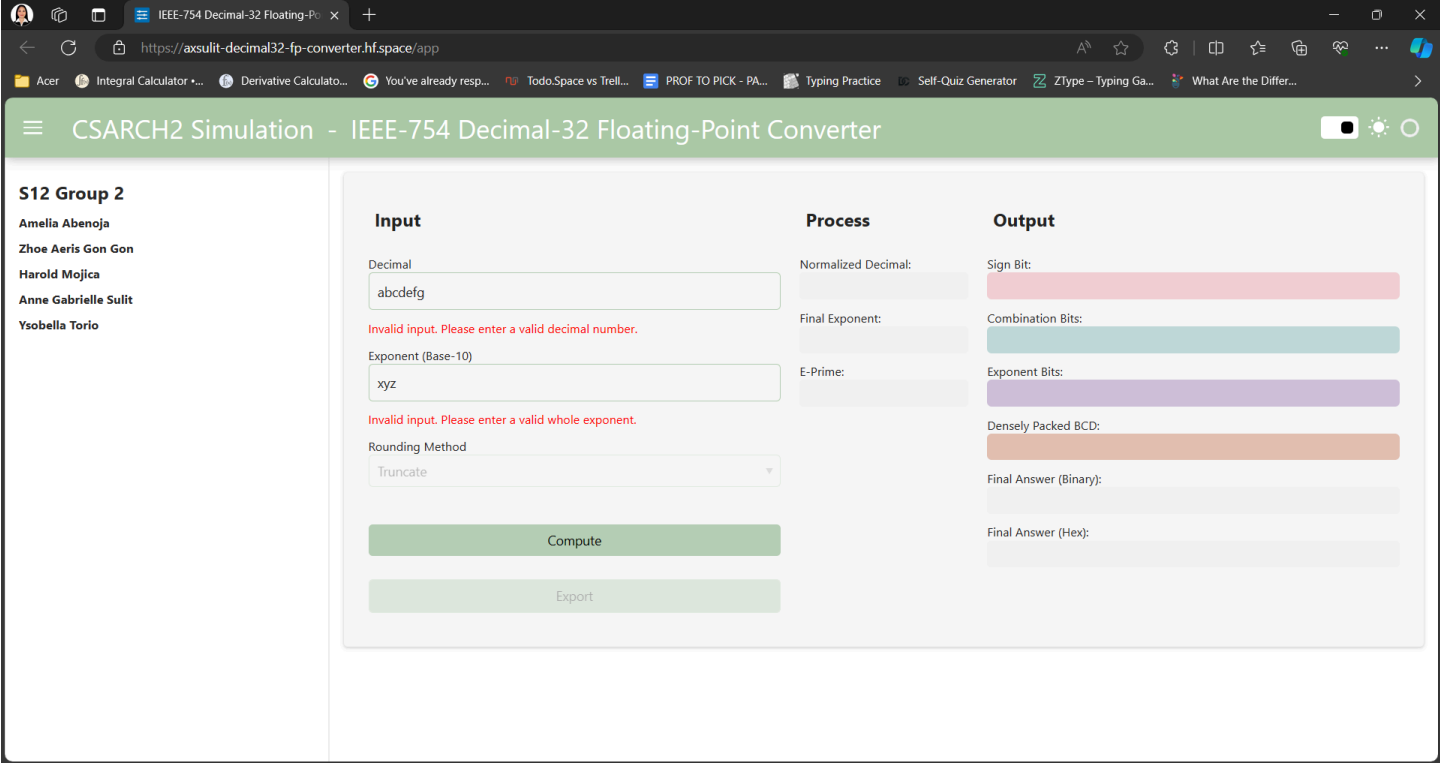 IEEE-754 Decimal-32 Floating-Po
https://axsulit-decimal32-fp-converter.hf.space/app
Acer
Integral Calculator •...
Derivative Calculato...
You've already resp...
Todo.Space vs Trell...
PROF TO PICK - PA...
Typing Practice
Self-Quiz Generator
ZType – Typing Ga...
What Are the Differ...
CSARCH2 Simulation - IEEE-754 Decimal-32 Floating-Point Converter
S12 Group 2
Amelia Abenoja
Zhoe Aeris Gon Gon
Harold Mojica
Anne Gabrielle Sulit
Ysobella Torio
Input
Decimal
abcdefg
Invalid input. Please enter a valid decimal number.
Exponent (Base-10)
xyz
Invalid input. Please enter a valid whole exponent.
Rounding Method
Truncate
Compute
Export
Process
Normalized Decimal:
Final Exponent:
E-Prime:
Output
Sign Bit:
Combination Bits:
Exponent Bits:
Densely Packed BCD:
Final Answer (Binary):
Final Answer (Hex):